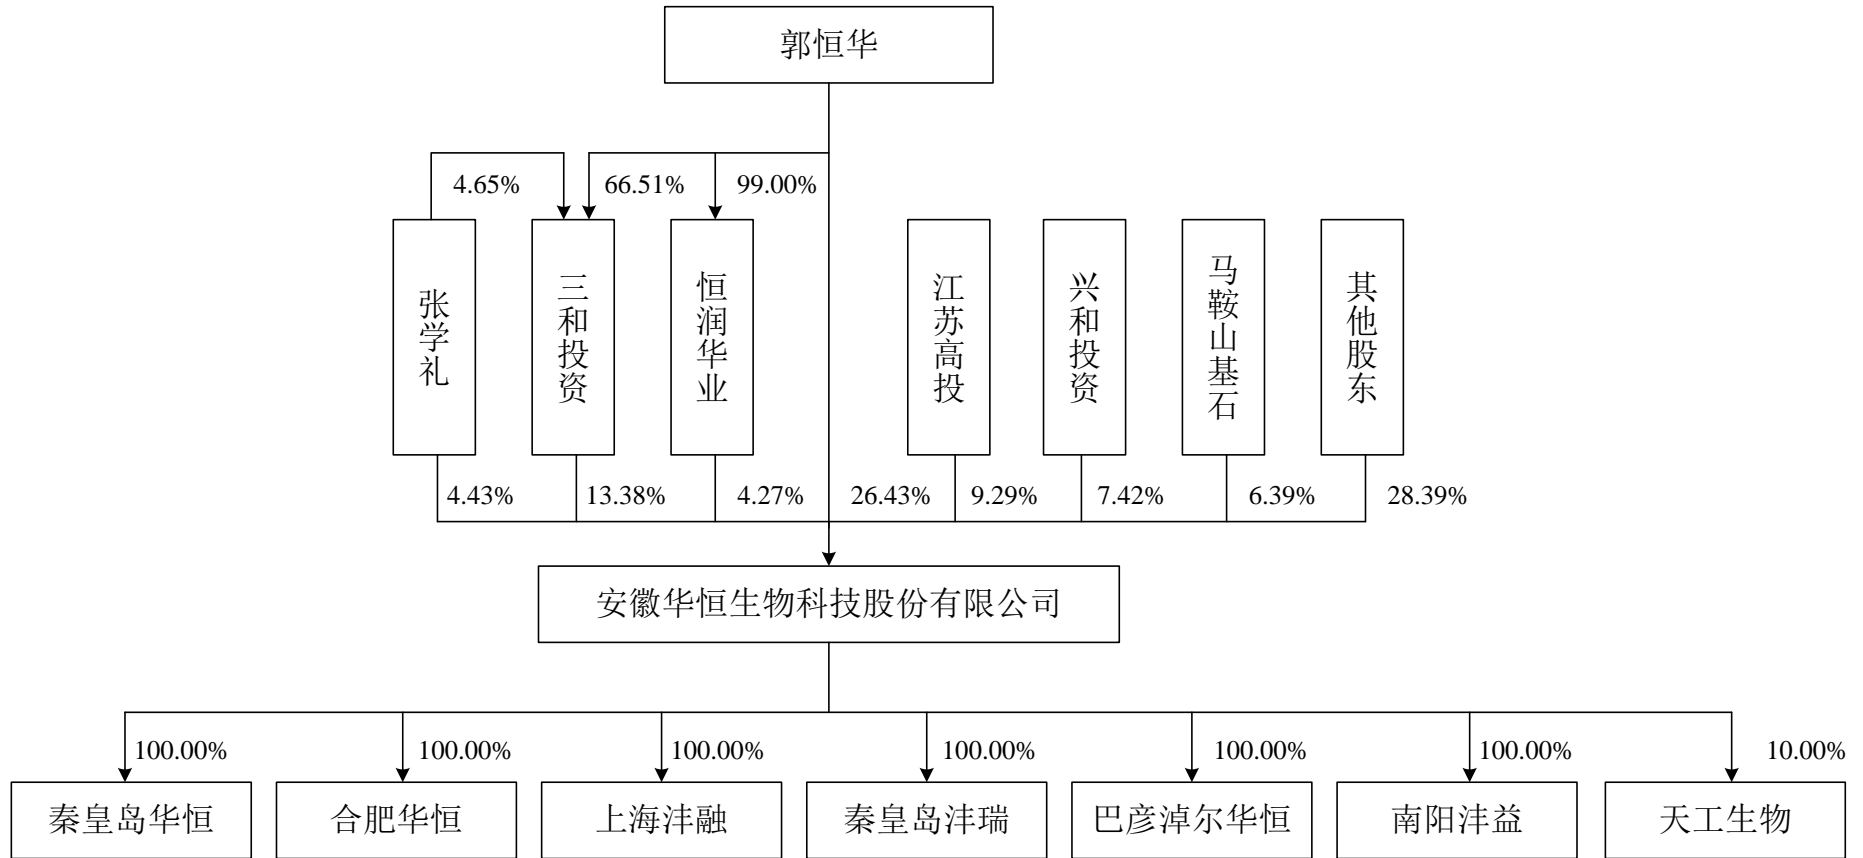 郭恒华
4.65%
66.51%
99.00%
张学礼
三和投资
恒润华业
江苏高投
兴和投资
马鞍山基石
其他股东
4.43%
13.38%
4.27%
26.43%
9.29%
7.42%
6.39%
28.39%
安徽华恒生物科技股份有限公司
100.00%
100.00%
100.00%
100.00%
100.00%
100.00%
10.00%
秦皇岛华恒
合肥华恒
上海沣融
秦皇岛沣瑞
巴彦淖尔华恒
南阳沣益
天工生物